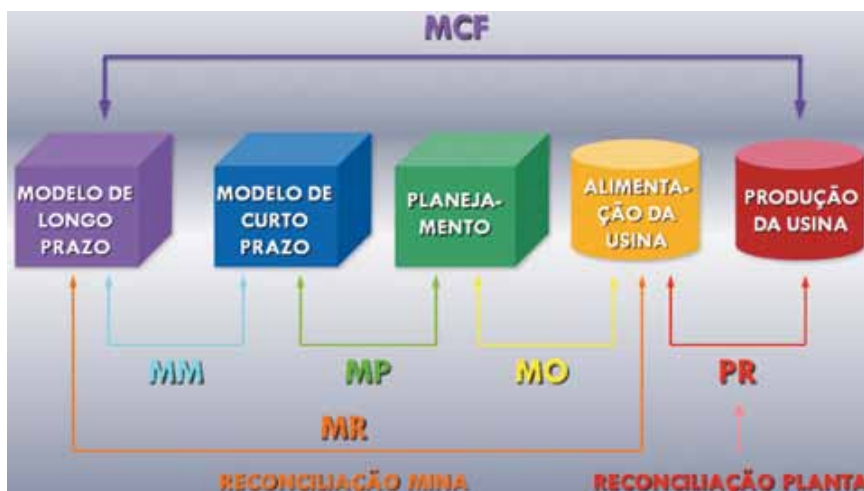 MCF
MODELO DE
LONGO
PRAZO
MODELO DE
CURTO
PRAZO
PLANEJA-
MENTO
ALIMENTA-
ÇÃO DA
USINA
PRODUÇÃO
DA USINA
MM
MP
MO
PR
MR
RECONCILIAÇÃO MINA
RECONCILIAÇÃO PLANTA